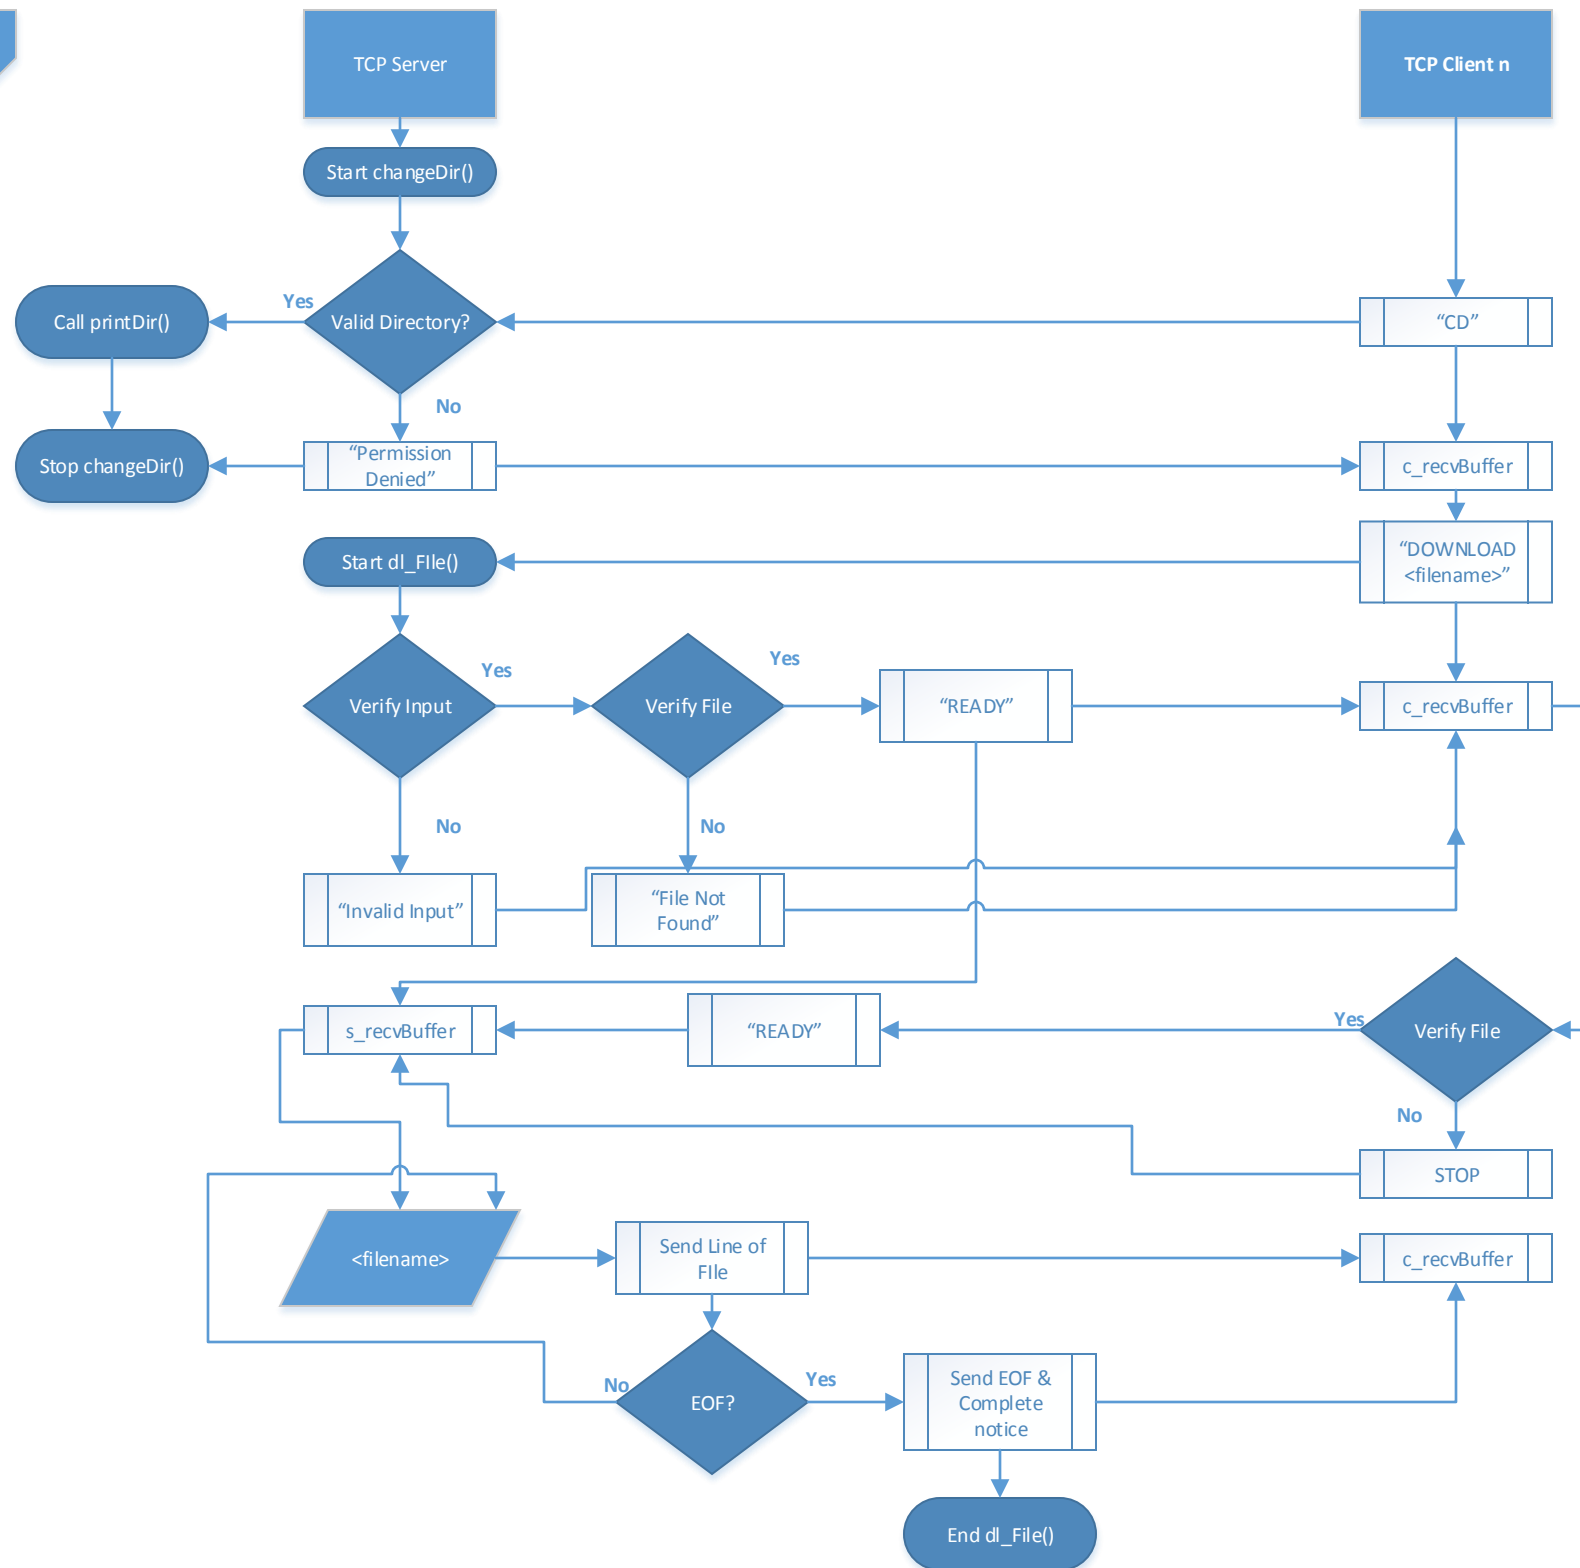 TCP Server
TCP Client n
Start changeDir()
Yes
Call printDir()
Valid Directory?
“CD”
No
“Permission
Denied”
Stop changeDir()
c_recvBuffer
Start dl_FIle()
“DOWNLOAD
<filename>”
Yes
Yes
Verify Input
Verify File
“READY”
c_recvBuffer
No
No
“Invalid Input”
“File Not
Found”
s_recvBuffer
“READY”
Yes
Verify File
No
STOP
<filename>
Send Line of
FIle
c_recvBuffer
No
EOF?
Yes
Send EOF &
Complete
notice
End dl_File()